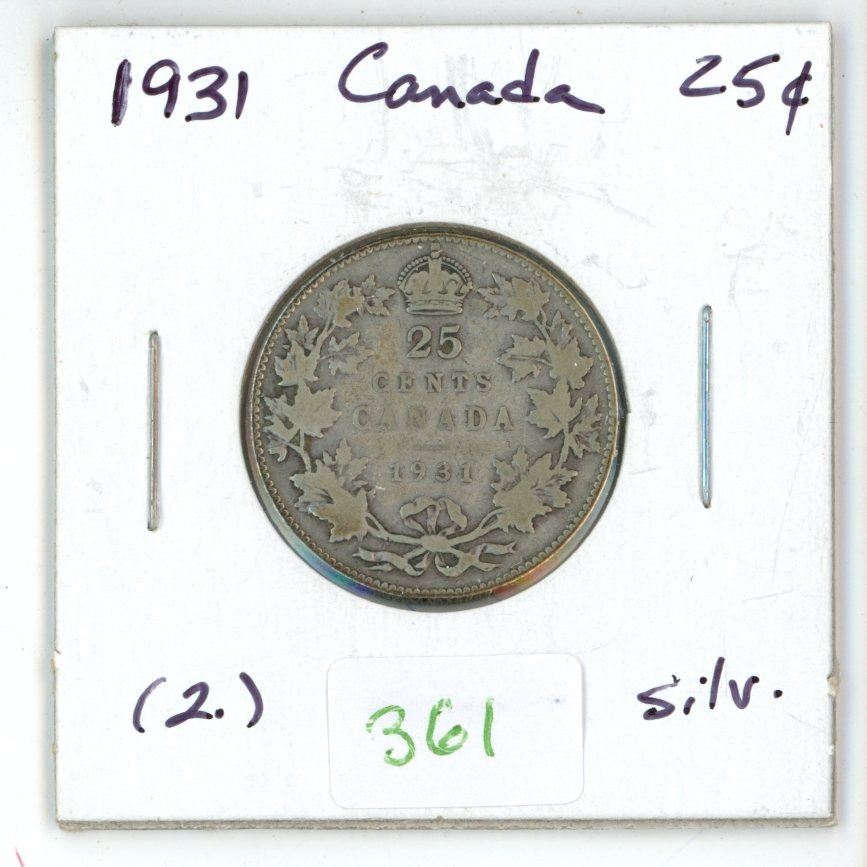 1931 Canada 25¢
25
CENTS
CANADA
1931
(2.) silv.
361